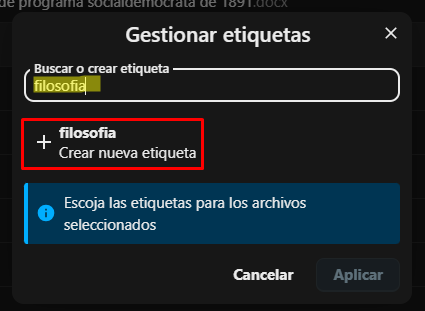 de programa socialdemócrata de 1891.docx
Gestionar etiquetas
Buscar o crear etiqueta
filosofia
filosofia
Crear nueva etiqueta
Escoja las etiquetas para los archivos
seleccionados
Cancelar
Aplicar